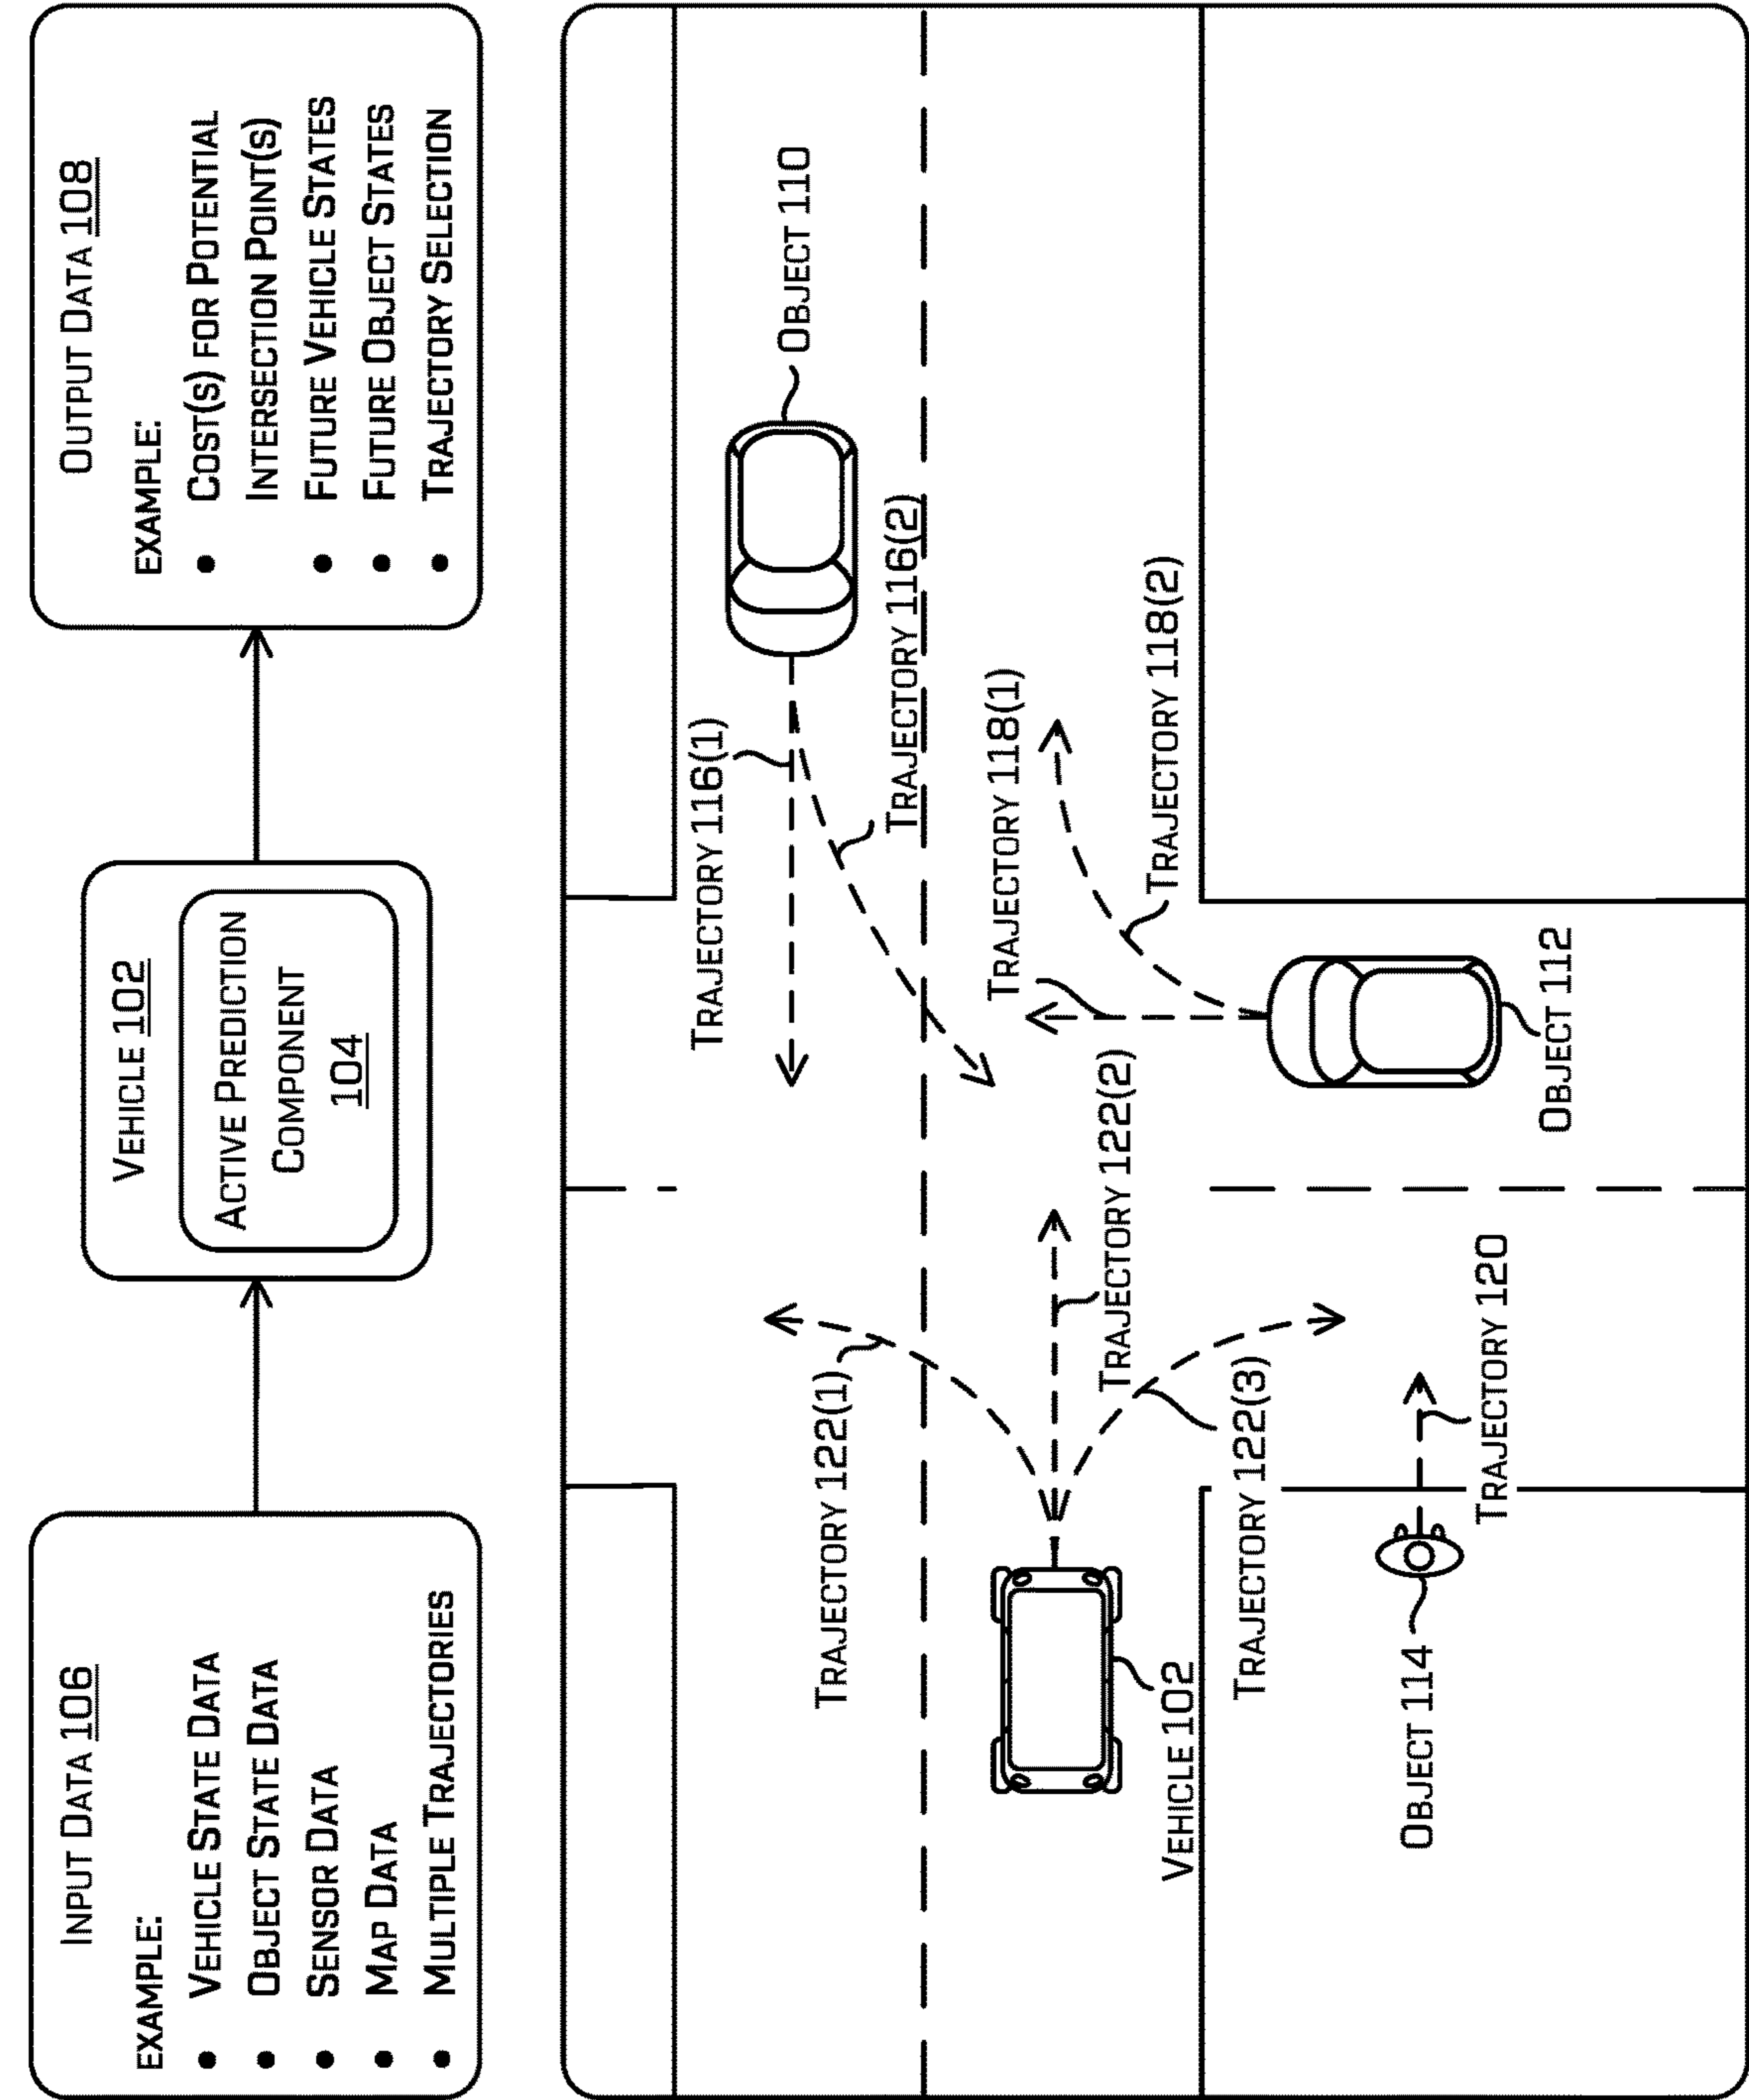 INPUT DATA 106
EXAMPLE:
• VEHICLE STATE DATA
• OBJECT STATE DATA
• SENSOR DATA
• MAP DATA
• MULTIPLE TRAJECTORIES
VEHICLE 102
ACTIVE PREDICTION
COMPONENT
104
OUTPUT DATA 108
EXAMPLE:
• COST(S) FOR POTENTIAL
INTERSECTION POINT(S)
• FUTURE VEHICLE STATES
• FUTURE OBJECT STATES
• TRAJECTORY SELECTION
TRAJECTORY 116(1)
OBJECT 110
TRAJECTORY 122(1)
TRAJECTORY 116(2)
TRAJECTORY 118(1)
TRAJECTORY 122(2)
TRAJECTORY 118(2)
VEHICLE 102
TRAJECTORY 122(3)
OBJECT 114
TRAJECTORY 120
OBJECT 112